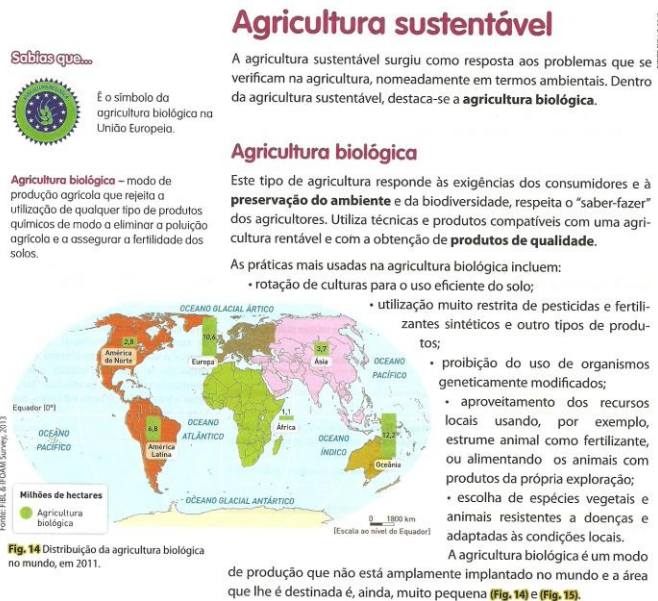 Agricultura sustentável
Sabias que...
É o símbolo da
agricultura biológica na
União Europeia.
Agricultura biológica – modo de
produção agrícola que rejeita a
utilização de qualquer tipo de produtos
químicos de modo a eliminar a poluição
agrícola e a assegurar a fertilidade dos
solos.
A agricultura sustentável surgiu como resposta aos problemas que se
verificam na agricultura, nomeadamente em termos ambientais. Dentro
da agricultura sustentável, destaca-se a agricultura biológica.
Agricultura biológica
Este tipo de agricultura responde às exigências dos consumidores e à
preservação do ambiente e da biodiversidade, respeita o "saber-fazer"
dos agricultores. Utiliza técnicas e produtos compatíveis com uma agri-
cultura rentável e com a obtenção de produtos de qualidade.
As práticas mais usadas na agricultura biológica incluem:
• rotação de culturas para o uso eficiente do solo;
• utilização muito restrita de pesticidas e fertili-
zantes sintéticos e outro tipos de produ-
tos;
• proibição do uso de organismos
geneticamente modificados;
• aproveitamento dos recursos
locais usando, por exemplo,
estrume animal como fertilizante,
ou alimentando os animais com
produtos da própria exploração;
• escolha de espécies vegetais e
animais resistentes a doenças e
adaptadas às condições locais.
A agricultura biológica é um modo
de produção que não está amplamente implantado no mundo e a área
que lhe é destinada é, ainda, muito pequena (Fig. 14) e (Fig. 15).
OCEANO GLACIAL ÁRTICO
2,8
América
do Norte
10,6
Europa
3,7
Ásia
OCEANO
PACÍFICO
Equador (0°)
OCEANO
PACÍFICO
6,8
América
Latina
OCEANO
ATLÂNTICO
1,1
África
OCEANO
ÍNDICO
12,2
Oceânia
OCEANO GLACIAL ANTÁRTICO
Milhões de hectares
Agricultura
biológica
0 1800 km
(Escala ao nível do Equador)
Fonte: FIBL & IFOAM Survey, 2013
Fig. 14 Distribuição da agricultura biológica
no mundo, em 2011.